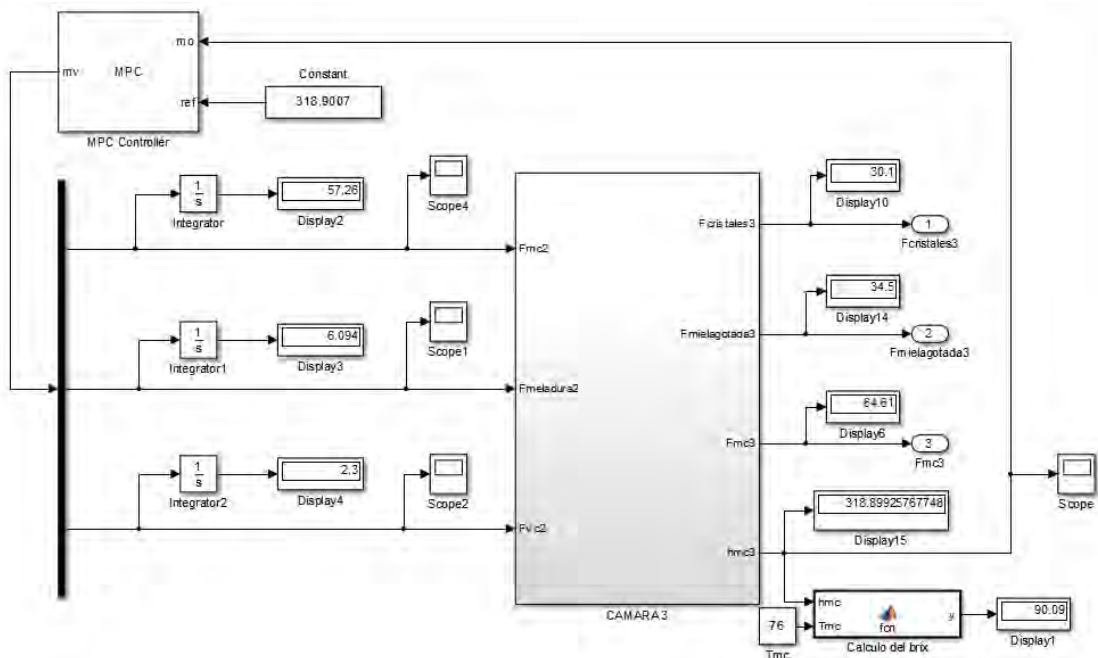 mo
mv
MPC
ref
MPC Controller
Constant
318.9007
1
s
Integrator
57.26
Display2
Scope4
Fmc2
1
s
Integrator1
6.094
Display3
Scope1
Fmeladura2
1
s
Integrator2
2.3
Display4
Scope2
Fvc2
CAMARA3
Fcristales3
30.1
Display10
1
Fcristales3
Fmielagotada3
34.5
Display14
2
Fmielagotada3
Fmc3
64.61
Display6
3
Fmc3
hmc3
318.89925767748
Display15
Scope
76
Tmc
hmc
Tmc
fcn
y
Calculo del brix
90.09
Display1